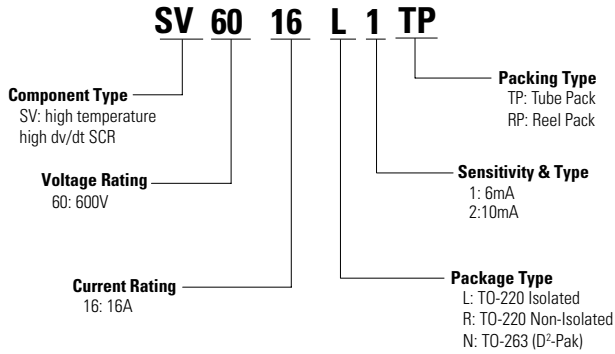 SV 60 16 L 1 TP
Packing Type
TP: Tube Pack
RP: Reel Pack
Component Type
SV: high temperature
high dv/dt SCR
Sensitivity & Type
1: 6mA
2:10mA
Voltage Rating
60: 600V
Package Type
L: TO-220 Isolated
R: TO-220 Non-Isolated
N: TO-263 (D²-Pak)
Current Rating
16: 16A